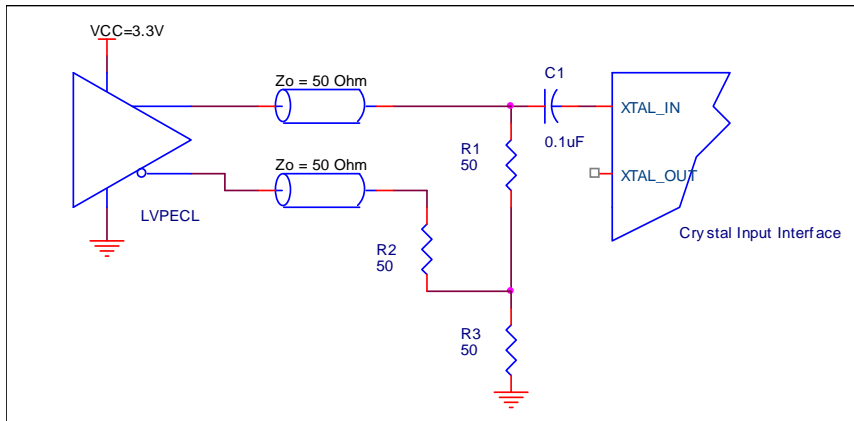 VCC=3.3V
Zo = 50 Ohm
C1
0.1uF
XTAL_IN
R1
50
Zo = 50 Ohm
XTAL_OUT
LVPECL
Crystal Input Interface
R2
50
R3
50